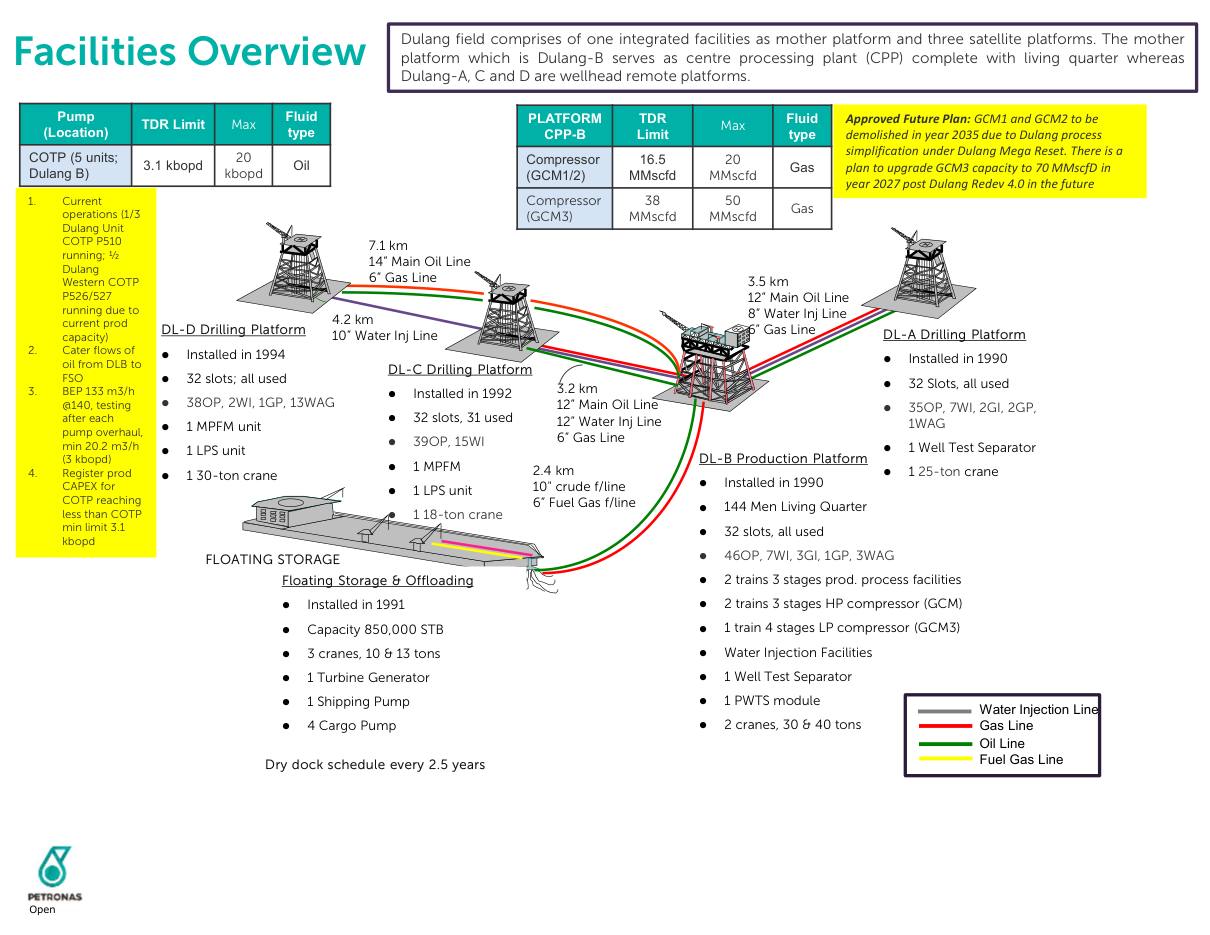 Facilities Overview
Dulang field comprises of one integrated facilities as mother platform and three satellite platforms. The mother
platform which is Dulang-B serves as centre processing plant (CPP) complete with living quarter whereas
Dulang-A, C and D are wellhead remote platforms.
Pump
(Location)
TDR Limit
Max
Fluid
type
COTP (5 units;
Dulang B)
3.1 kbopd
20
kbopd
Oil
PLATFORM
CPP-B
TDR
Limit
Max
Fluid
type
Compressor
(GCM1/2)
16.5
MMscfd
20
MMscfd
Gas
Compressor
(GCM3)
38
MMscfd
50
MMscfd
Gas
Approved Future Plan: GCM1 and GCM2 to be
demolished in year 2035 due to Dulang process
simplification under Dulang Mega Reset. There is a
plan to upgrade GCM3 capacity to 70 MMscfD in
year 2027 post Dulang Redev 4.0 in the future
1. Current
operations (1/3
Dulang Unit
COTP P510
running; ½
Dulang
Western COTP
P526/527
running due to
current prod
capacity)
2. Cater flows of
oil from DLB to
FSO
3. BEP 133 m3/h
@140, testing
after each
pump overhaul,
min 20.2 m3/h
(3 kbopd)
4. Register prod
CAPEX for
COTP reaching
less than COTP
min limit 3.1
kbopd
7.1 km
14” Main Oil Line
6” Gas Line
4.2 km
10” Water Inj Line
3.5 km
12” Main Oil Line
8” Water Inj Line
6” Gas Line
3.2 km
12” Main Oil Line
12” Water Inj Line
6” Gas Line
2.4 km
10” crude f/line
6” Fuel Gas f/line
DL-D Drilling Platform
● Installed in 1994
● 32 slots; all used
● 38OP, 2WI, 1GP, 13WAG
● 1 MPFM unit
● 1 LPS unit
● 1 30-ton crane
DL-C Drilling Platform
● Installed in 1992
● 32 slots, 31 used
● 39OP, 15WI
● 1 MPFM
● 1 LPS unit
● 1 18-ton crane
DL-A Drilling Platform
● Installed in 1990
● 32 Slots, all used
● 35OP, 7WI, 2GI, 2GP,
1WAG
● 1 Well Test Separator
● 1 25-ton crane
DL-B Production Platform
● Installed in 1990
● 144 Men Living Quarter
● 32 slots, all used
● 46OP, 7WI, 3GI, 1GP, 3WAG
● 2 trains 3 stages prod. process facilities
● 2 trains 3 stages HP compressor (GCM)
● 1 train 4 stages LP compressor (GCM3)
● Water Injection Facilities
● 1 Well Test Separator
● 1 PWTS module
● 2 cranes, 30 & 40 tons
FLOATING STORAGE
Floating Storage & Offloading
● Installed in 1991
● Capacity 850,000 STB
● 3 cranes, 10 & 13 tons
● 1 Turbine Generator
● 1 Shipping Pump
● 4 Cargo Pump
Dry dock schedule every 2.5 years
Water Injection Line
Gas Line
Oil Line
Fuel Gas Line
PETRONAS
Open